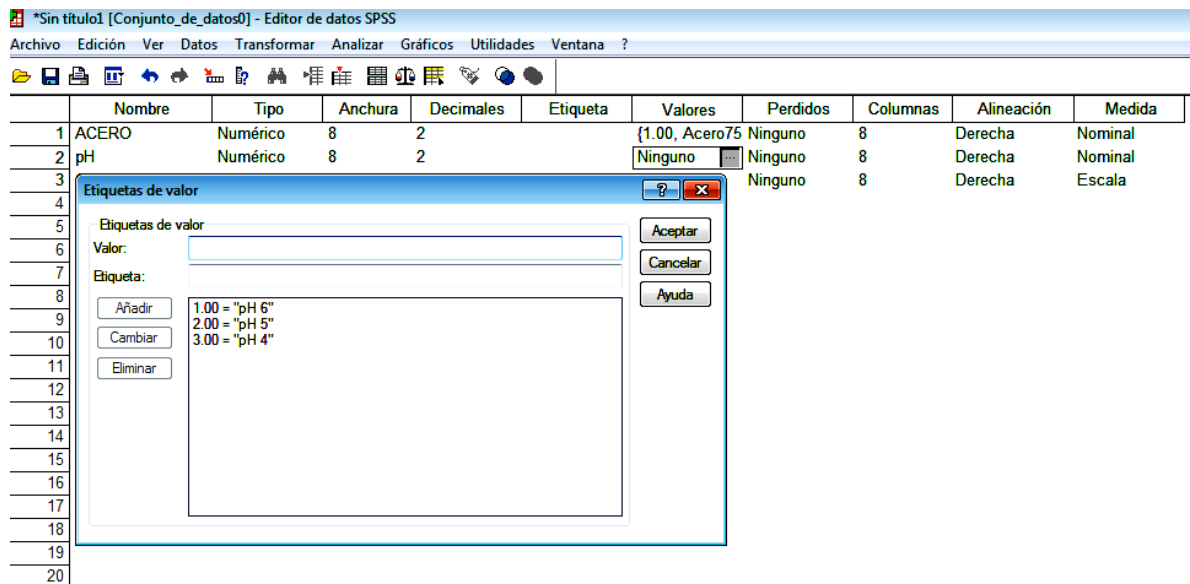 *Sin título1 [Conjunto_de_datos0] - Editor de datos SPSS
Archivo Edición Ver Datos Transformar Analizar Gráficos Utilidades Ventana ?
Nombre Tipo Anchura Decimales Etiqueta Valores Perdidos Columnas Alineación Medida
1 ACERO Numérico 8 2 {1.00, Acero75 Ninguno 8 Derecha Nominal
2 pH Numérico 8 2 Ninguno ... Ninguno 8 Derecha Nominal
3 Ninguno 8 Derecha Escala
Etiquetas de valor ?
4
5 Etiquetas de valor Aceptar
6 Valor:
Cancelar
7 Etiqueta:
8 Ayuda
9 Añadir 1.00 = "pH 6"
2.00 = "pH 5"
10 Cambiar 3.00 = "pH 4"
11 Eliminar
12
13
14
15
16
17
18
19
20